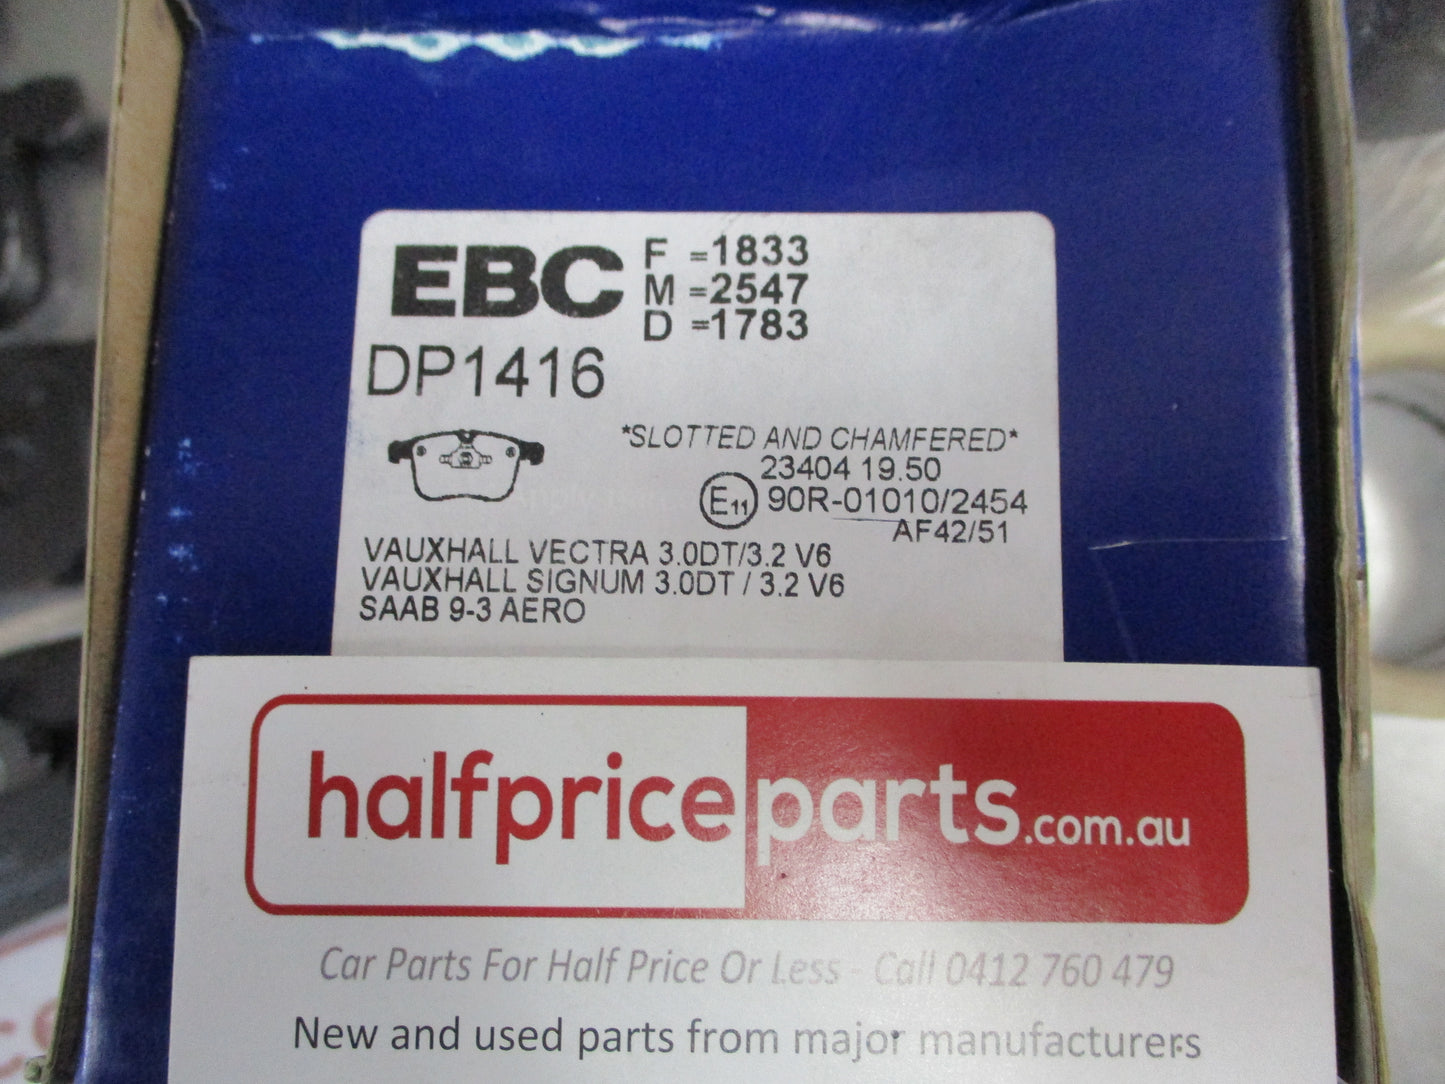 EBC
F =1833
M =2547
D =1783
DP1416
*SLOTTED AND CHAMFERED*
23404 19.50
E11 90R-01010/2454
AF42/51
VAUXHALL VECTRA 3.0DT/3.2 V6
VAUXHALL SIGNUM 3.0DT / 3.2 V6
SAAB 9-3 AERO
halfpriceparts.com.au
Car Parts For Half Price Or Less - Call 0412 760 479
New and used parts from major manufacturers